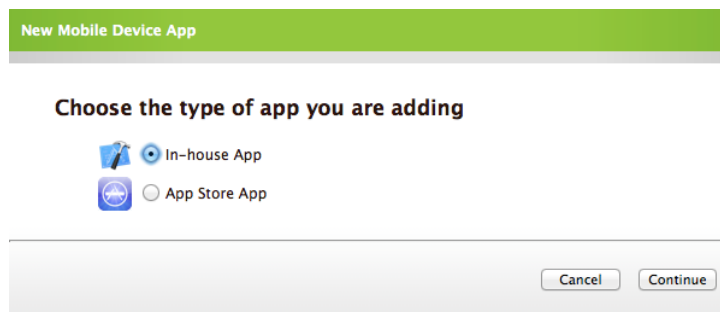 New Mobile Device App
Choose the type of app you are adding
In-house App
App Store App
Cancel Continue